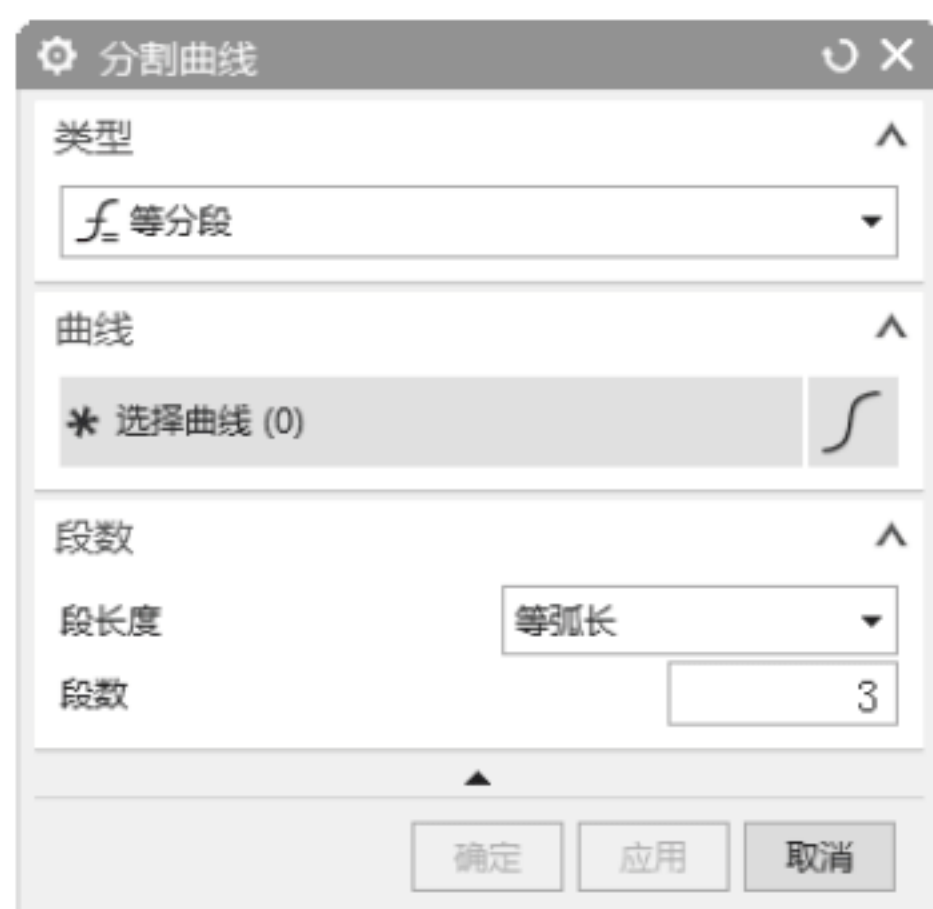 分割曲线
类型
等分段
曲线
* 选择曲线 (0)
段数
段长度 等弧长
段数 3
确定 应用 取消